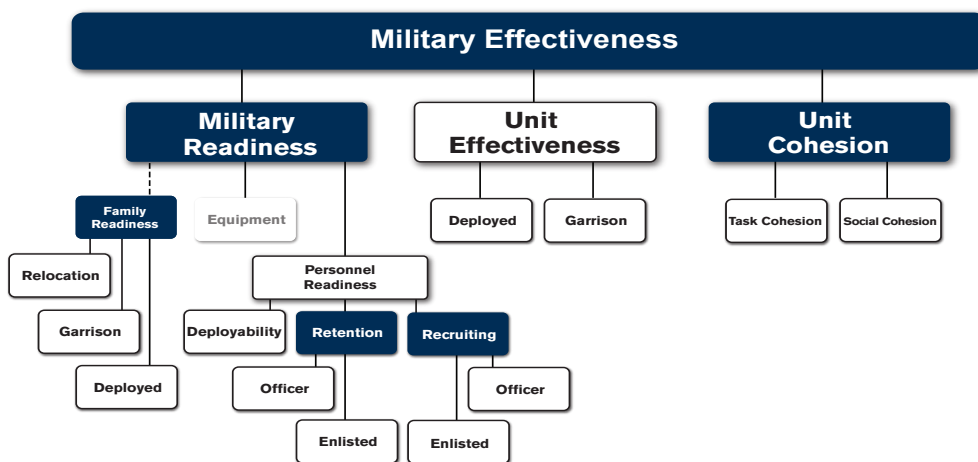 Military Effectiveness
Military
Readiness
Unit
Effectiveness
Unit
Cohesion
Family
Readiness
Equipment
Deployed
Garrison
Task Cohesion
Social Cohesion
Relocation
Personnel
Readiness
Garrison
Deployability
Retention
Recruiting
Deployed
Officer
Officer
Enlisted
Enlisted